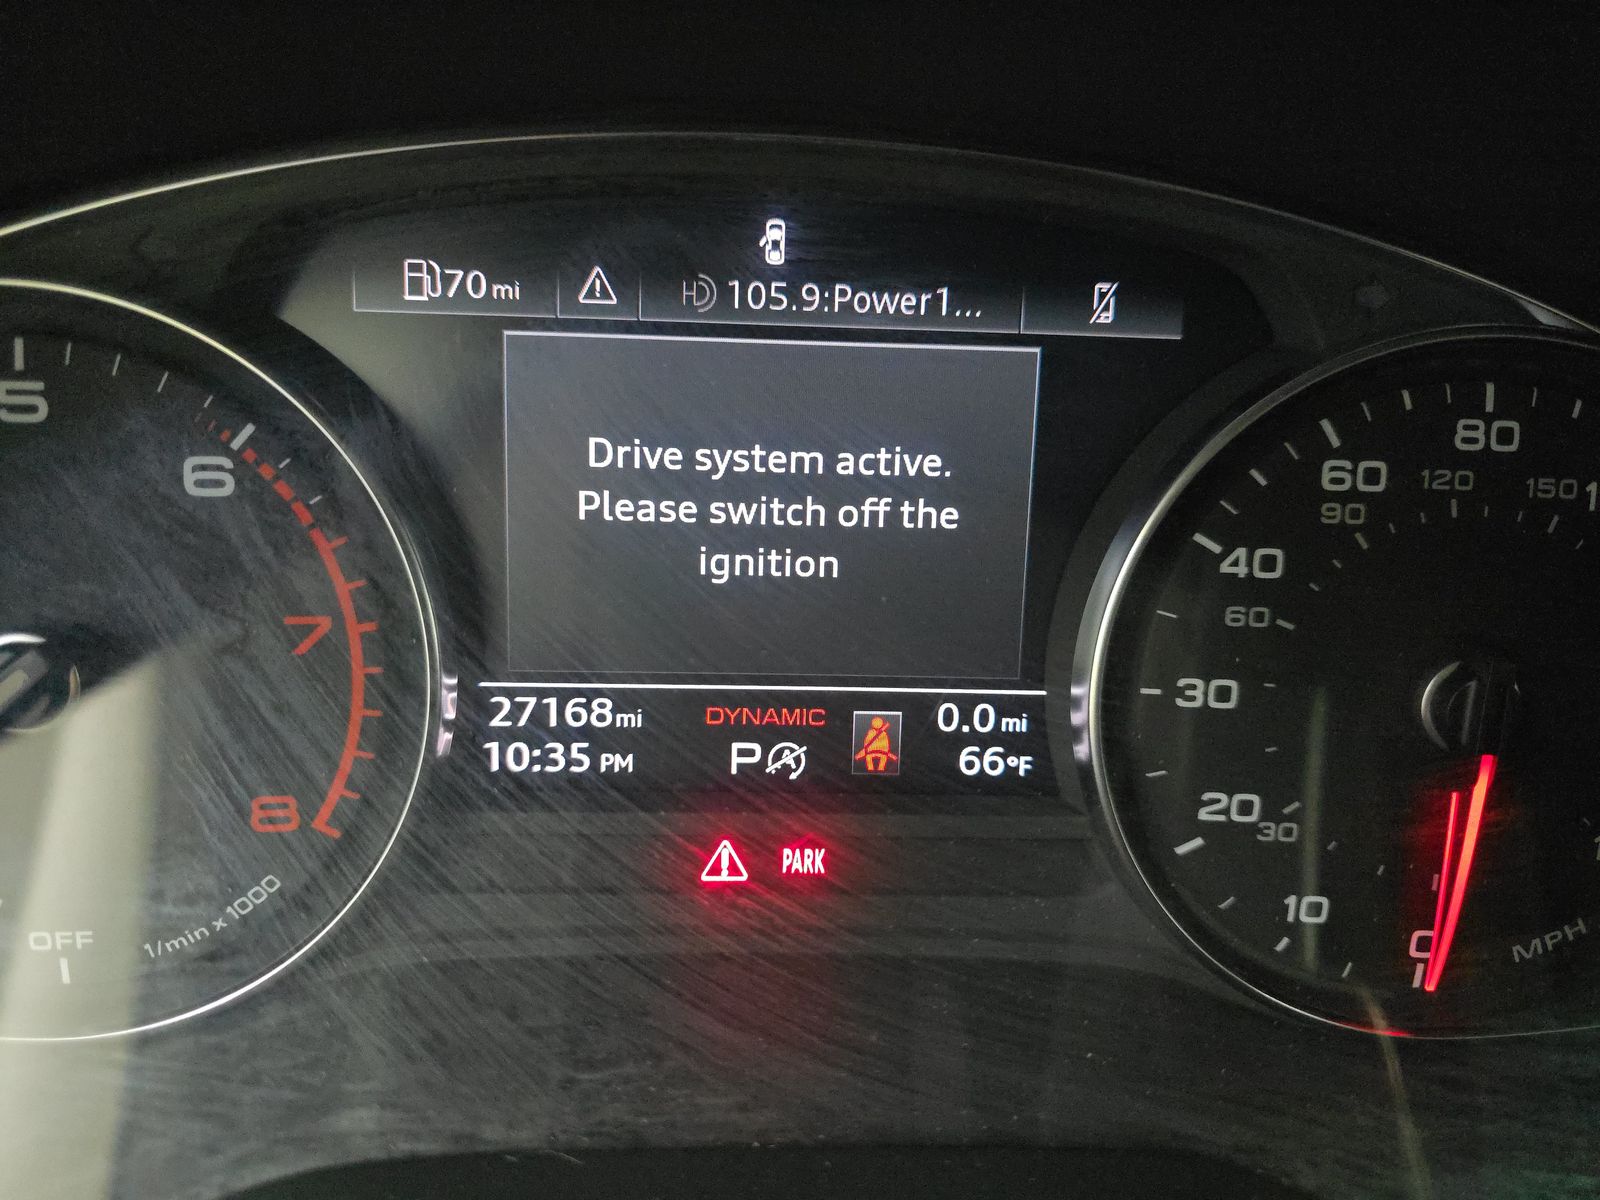 70 mi
HD 105.9:Power1...
Drive system active.
Please switch off the
ignition
27168 mi DYNAMIC 0.0 mi
10:35 PM P A 66°F
PARK
5
6
7
8
1/min x 1000
OFF
80
60
120
150
90
40
60
30
20
30
10
0
MPH